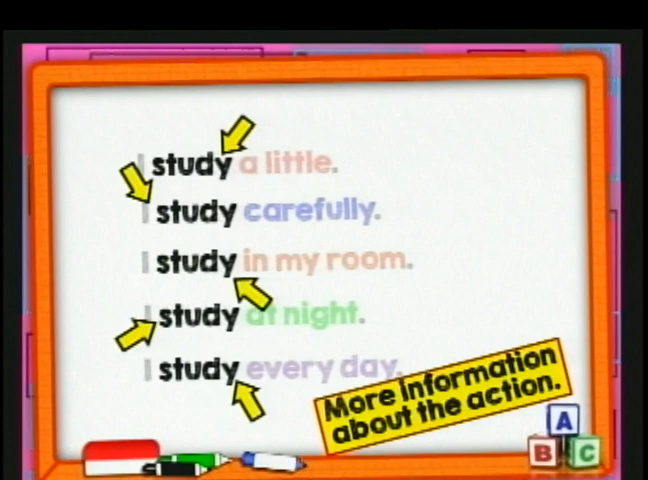 I study a little.
I study carefully.
I study in my room.
I study at night.
I study every day.
More information
about the action.
A
B C